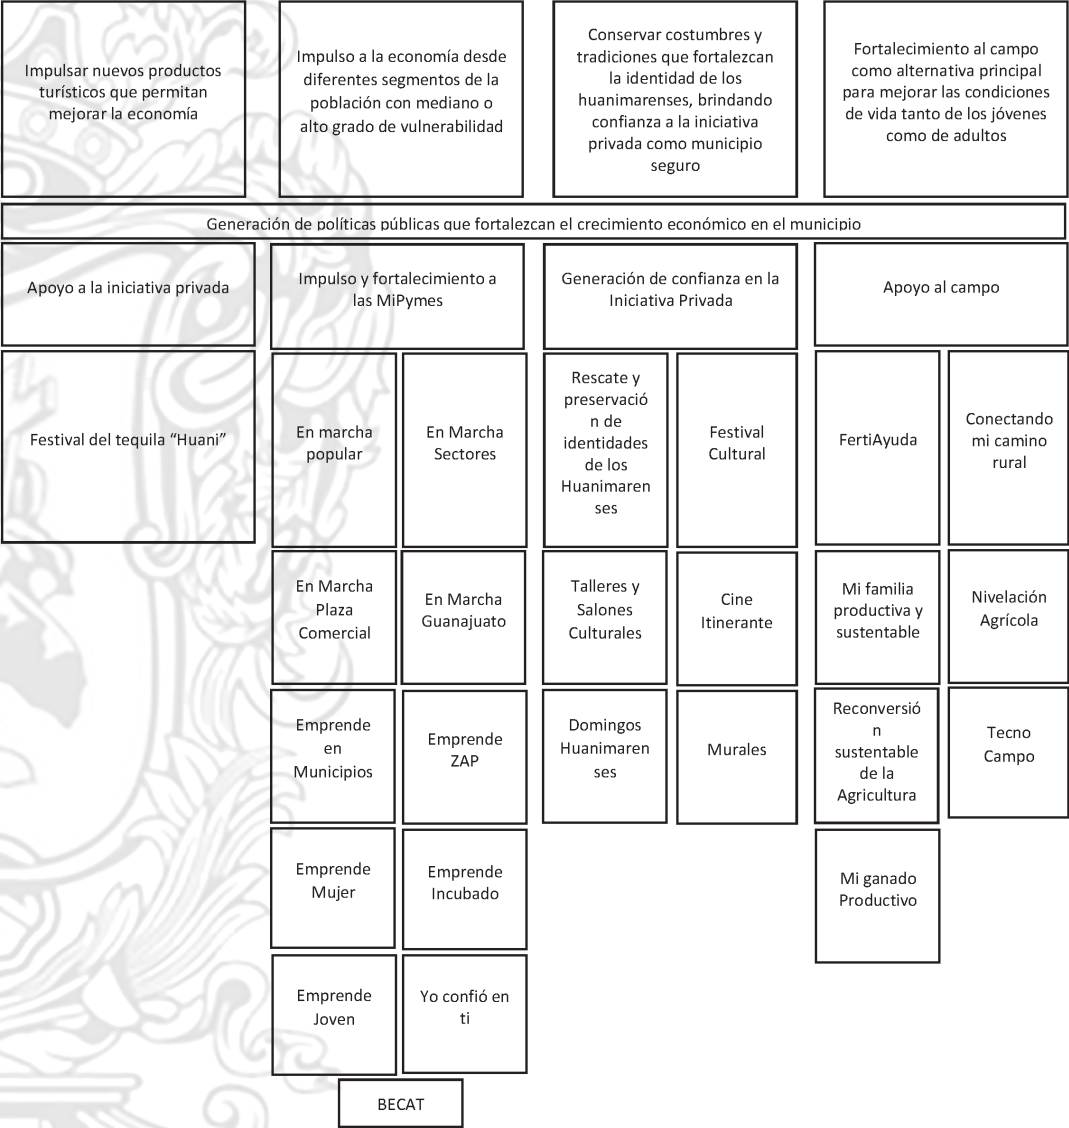 Impulsar nuevos productos
turísticos que permitan
mejorar la economía
Impulso a la economía desde
diferentes segmentos de la
población con mediano o
alto grado de vulnerabilidad
Conservar costumbres y
tradiciones que fortalezcan
la identidad de los
huanimarenses, brindando
confianza a la iniciativa
privada como municipio
seguro
Fortalecimiento al campo
como alternativa principal
para mejorar las condiciones
de vida tanto de los jóvenes
como de adultos
Generación de políticas públicas que fortalezcan el crecimiento económico en el municipio
Apoyo a la iniciativa privada
Impulso y fortalecimiento a
las MiPymes
Generación de confianza en la
Iniciativa Privada
Apoyo al campo
Festival del tequila “Huani”
En marcha
popular
En Marcha
Sectores
Rescate y
preservació
n de
identidades
de los
Huanimaren
ses
Festival
Cultural
FertiAyuda
Conectando
mi camino
rural
En Marcha
Plaza
Comercial
En Marcha
Guanajuato
Talleres y
Salones
Culturales
Cine
Itinerante
Mi familia
productiva y
sustentable
Nivelación
Agrícola
Emprende
en
Municipios
Emprende
ZAP
Domingos
Huanimaren
ses
Murales
Reconversió
n
sustentable
de la
Agricultura
Tecno
Campo
Emprende
Mujer
Emprende
Incubado
Mi ganado
Productivo
Emprende
Joven
Yo confió en
ti
BECAT